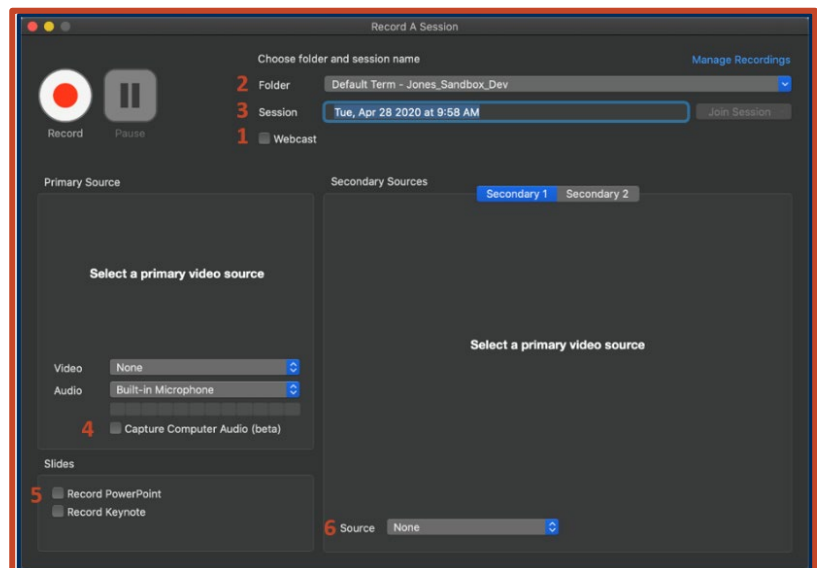 Record A Session
Choose folder and session name Manage Recordings
2 Folder Default Term - Jones_Sandbox_Dev
3 Session Tue, Apr 28 2020 at 9:58 AM Join Session
Record Pause 1 Webcast
Primary Source Secondary Sources
Secondary 1 Secondary 2
Select a primary video source
Select a primary video source
Video None
Audio Built-in Microphone
4 Capture Computer Audio (beta)
Slides
5 Record PowerPoint
Record Keynote
6 Source None